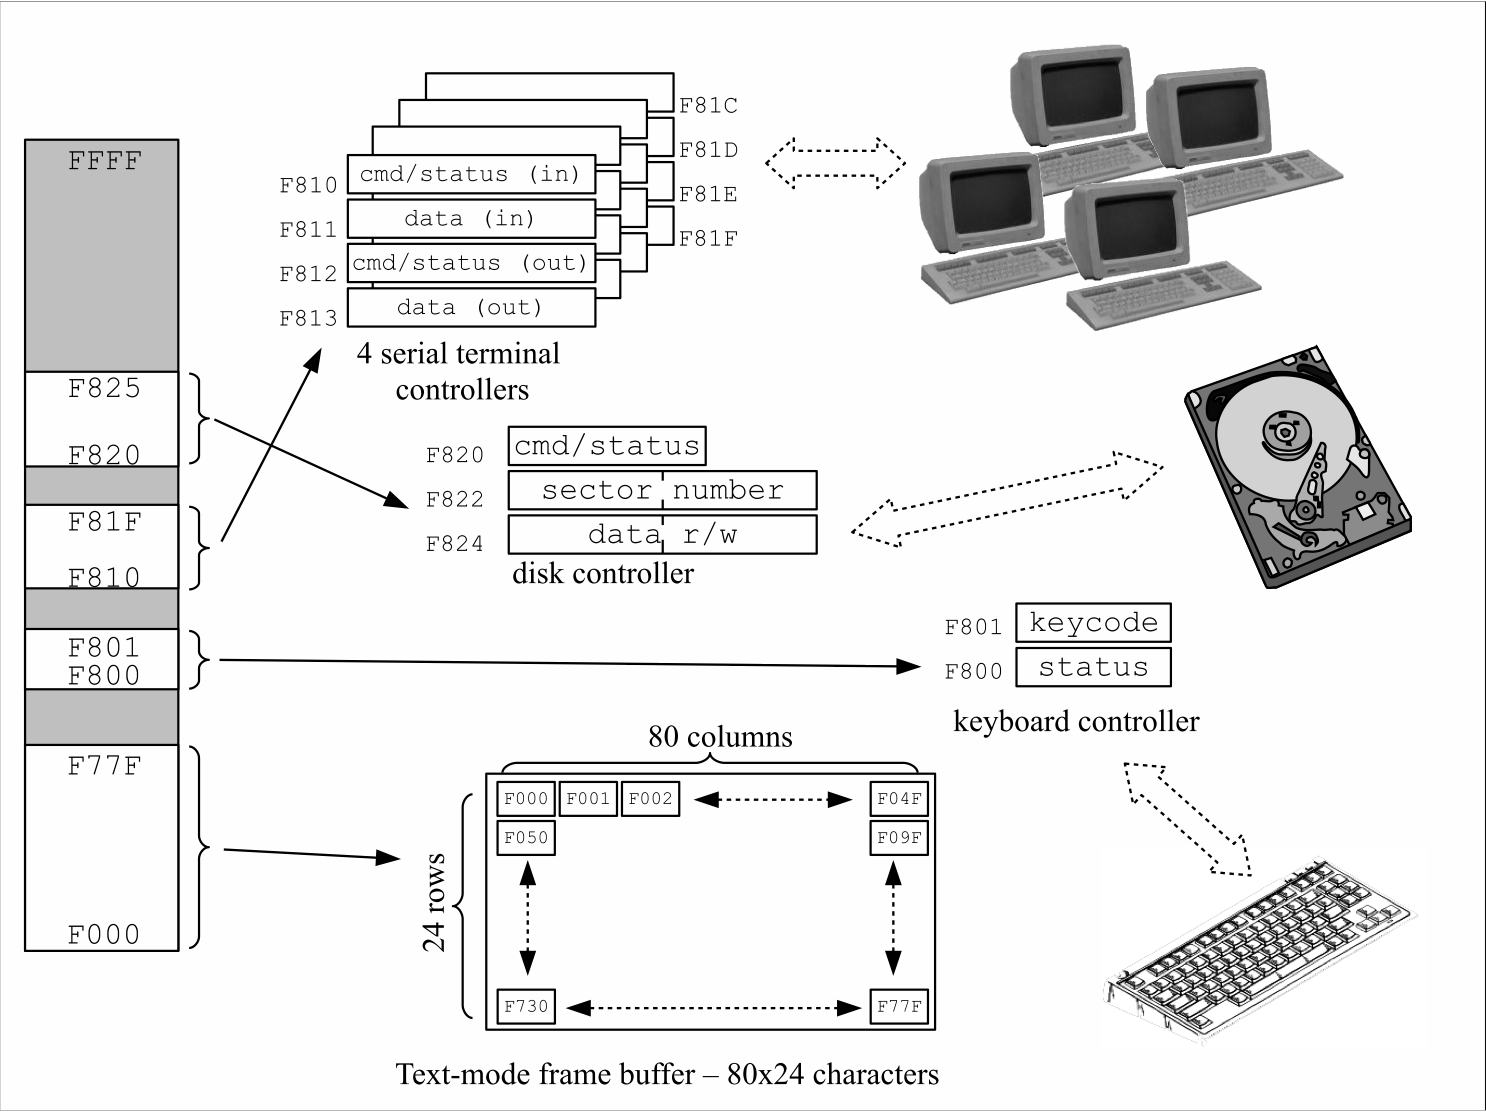 FFFF
F825
F820
F81F
F810
F801
F800
F77F
F000
F810
cmd/status (in)
F811
data (in)
F812
cmd/status (out)
F813
data (out)
F81C
F81D
F81E
F81F
4 serial terminal
controllers
F820
cmd/status
F822
sector number
F824
data r/w
disk controller
F801
keycode
F800
status
keyboard controller
80 columns
24 rows
F000 F001 F002 F04F
F050 F09F
F730 F77F
Text-mode frame buffer – 80x24 characters